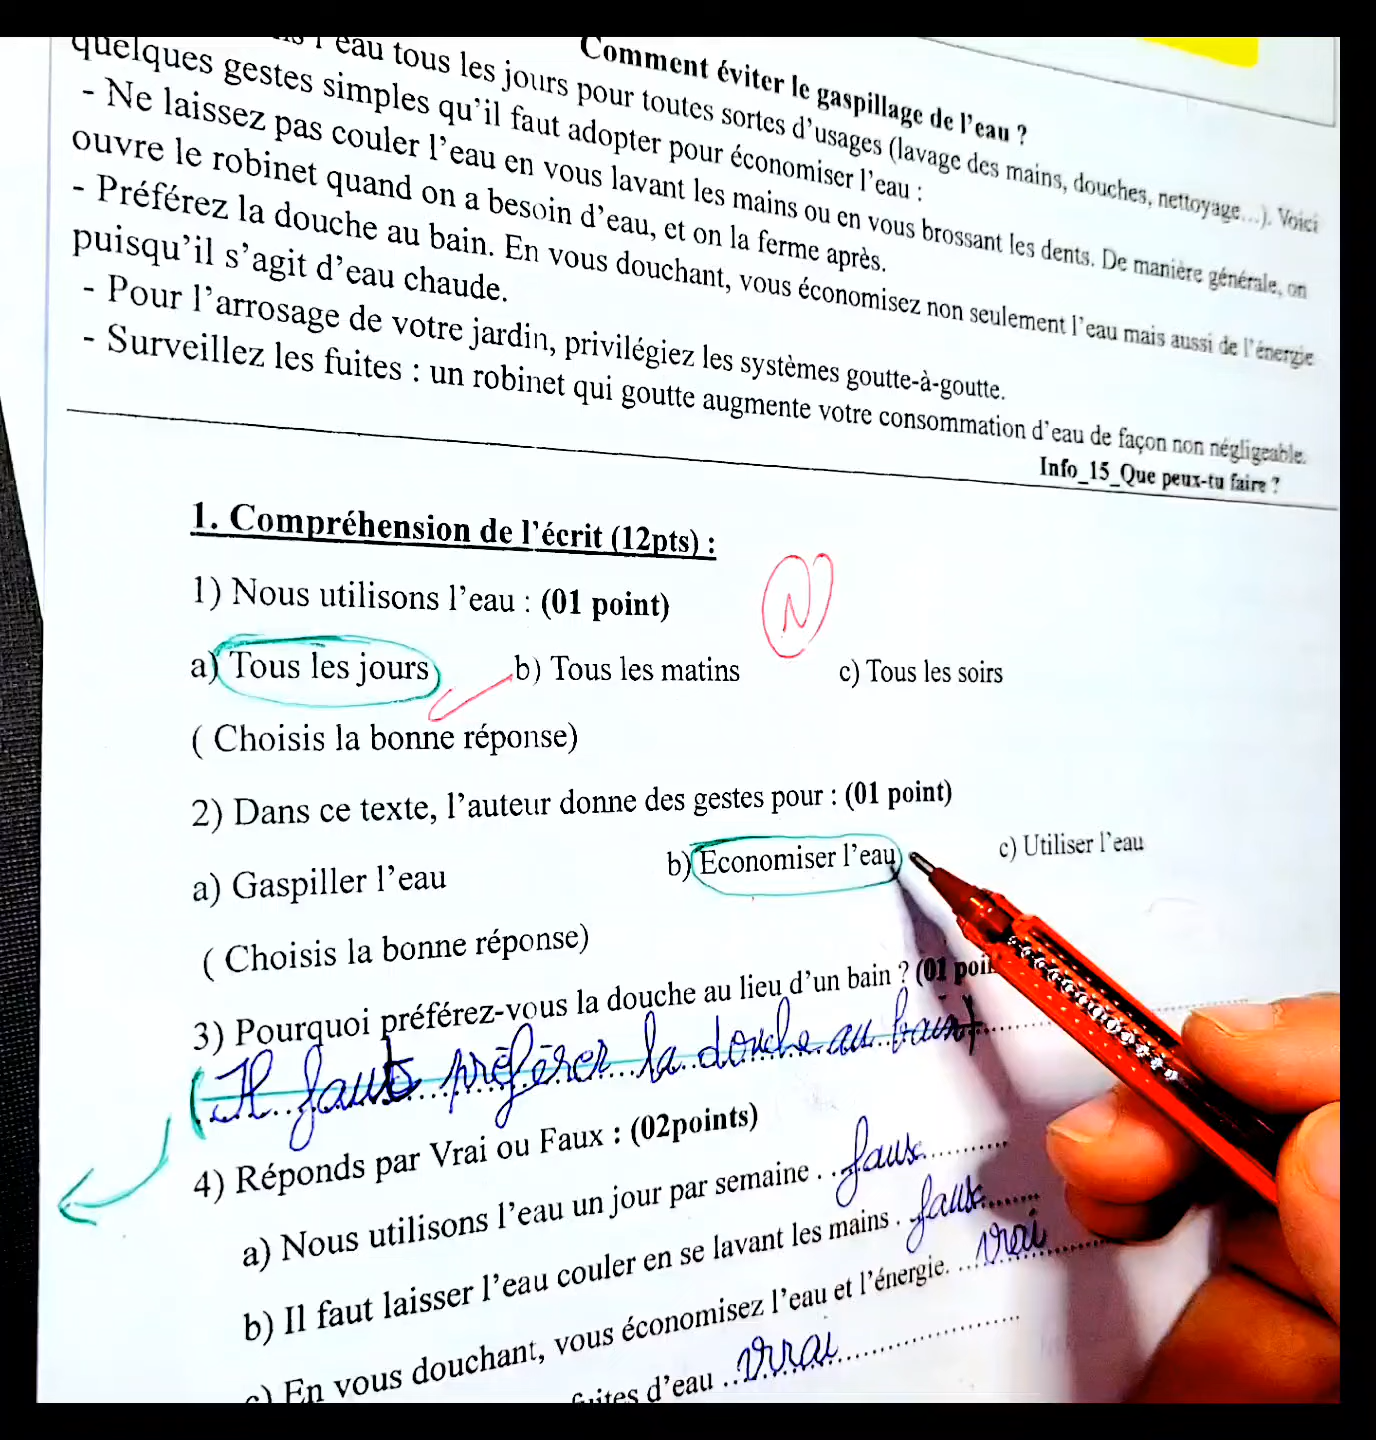 Comment éviter le gaspillage de l'eau ?
l'eau tous les jours pour toutes sortes d'usages (lavage des mains, douches, nettoyage...). Voici
quelques gestes simples qu'il faut adopter pour économiser l'eau :
- Ne laissez pas couler l'eau en vous lavant les mains ou en vous brossant les dents. De manière générale, on
ouvre le robinet quand on a besoin d'eau, et on la ferme après.
- Préférez la douche au bain. En vous douchant, vous économisez non seulement l'eau mais aussi de l'énergie
puisqu'il s'agit d'eau chaude.
- Pour l'arrosage de votre jardin, privilégiez les systèmes goutte-à-goutte.
- Surveillez les fuites : un robinet qui goutte augmente votre consommation d'eau de façon non négligeable.
Info_15_Que peux-tu faire ?
1. Compréhension de l'écrit (12pts) :
1) Nous utilisons l'eau : (01 point)
a) Tous les jours b) Tous les matins c) Tous les soirs
( Choisis la bonne réponse)
2) Dans ce texte, l'auteur donne des gestes pour : (01 point)
a) Gaspiller l'eau b) Economiser l'eau c) Utiliser l'eau
( Choisis la bonne réponse)
3) Pourquoi préférez-vous la douche au lieu d'un bain ? (01 poi
(Il faut préférer la douche au bain)
4) Réponds par Vrai ou Faux : (02points)
a) Nous utilisons l'eau un jour par semaine . . faux
b) Il faut laisser l'eau couler en se lavant les mains . faux
c) En vous douchant, vous économisez l'eau et l'énergie. ... vrai
fuites d'eau .. vrai